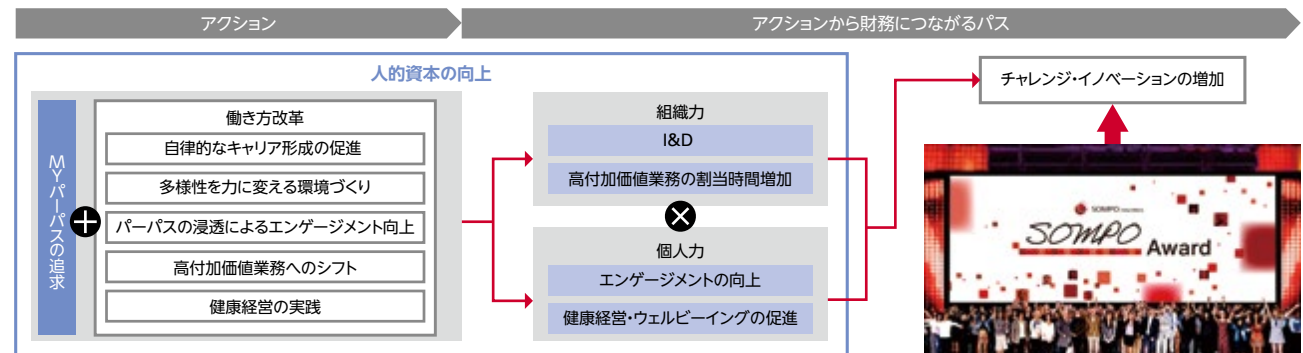 アクション
アクションから財務につながるパス
人的資本の向上
MYパーパスの追求
働き方改革
自律的なキャリア形成の促進
多様性を力に変える環境づくり
パーパスの浸透によるエンゲージメント向上
高付加価値業務へのシフト
健康経営の実践
組織力
I&D
高付加価値業務の割当時間増加
個人力
エンゲージメントの向上
健康経営・ウェルビーイングの促進
チャレンジ・イノベーションの増加
SOMPO
SOMPO
Award